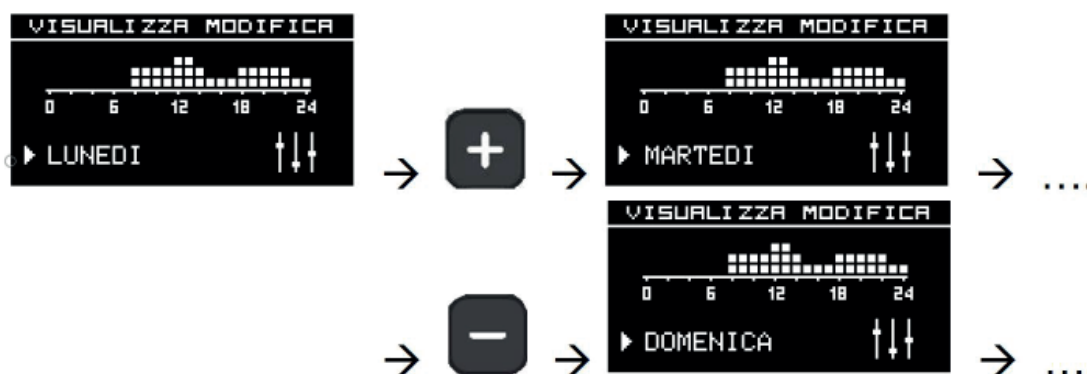 VISUALIZZA MODIFICA
0 6 12 18 24
LUNEDI
+
VISUALIZZA MODIFICA
0 6 12 18 24
MARTEDI
....
−
VISUALIZZA MODIFICA
0 6 12 18 24
DOMENICA
...